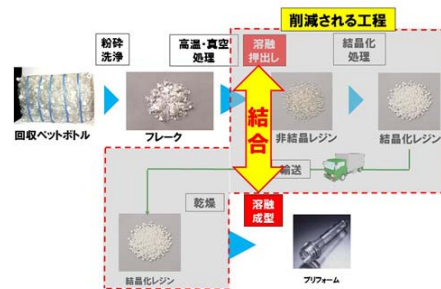 削減される工程
粉砕
洗浄
高温・真空
処理
溶融
押出し
結晶化
処理
回収ペットボトル
フレーク
結合
非結晶レジン
結晶化レジン
輸送
乾燥
溶融
成型
結晶化レジン
プリフォーム